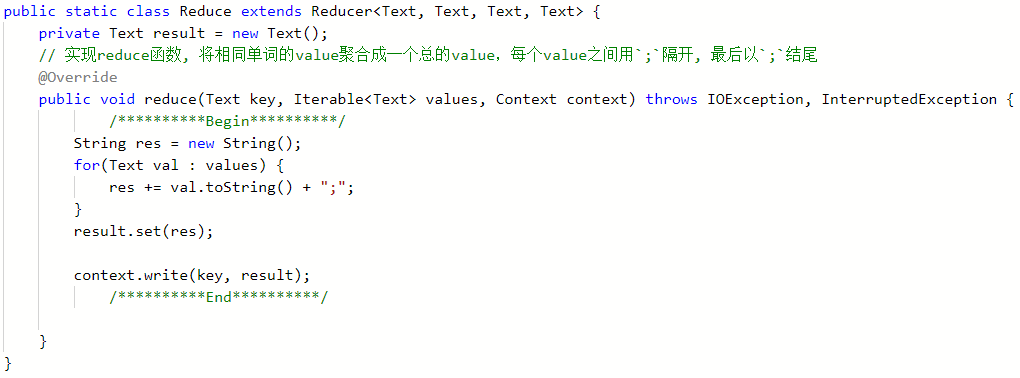 public static class Reduce extends Reducer<Text, Text, Text, Text> {
private Text result = new Text();
// 实现reduce函数, 将相同单词的value聚合成一个总的value，每个value之间用`;`隔开, 最后以`;`结尾
@Override
public void reduce(Text key, Iterable<Text> values, Context context) throws IOException, InterruptedException {
/**********Begin**********/
String res = new String();
for(Text val : values) {
res += val.toString() + ";";
}
result.set(res);
context.write(key, result);
/**********End**********/
}
}